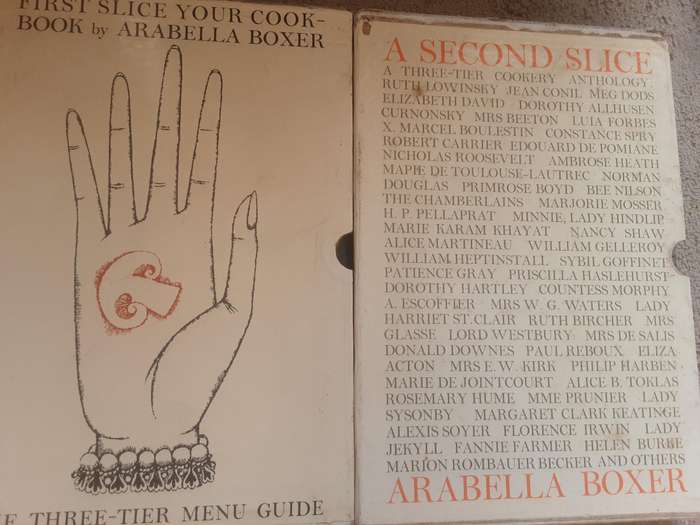 FIRST SLICE YOUR COOK-
BOOK by ARABELLA BOXER
THREE-TIER MENU GUIDE
A SECOND SLICE
A THREE-TIER COOKERY ANTHOLOGY
RUTH LOWINSKY JEAN CONIL MEG DODS
ELIZABETH DAVID DOROTHY ALLHUSEN
CURNONSKY MRS BEETON LUIA FORBES
X. MARCEL BOULESTIN CONSTANCE SPRY
ROBERT CARRIER EDOUARD DE POMIANE
NICHOLAS ROOSEVELT AMBROSE HEATH
MAPIE DE TOULOUSE-LAUTREC NORMAN
DOUGLAS PRIMROSE BOYD BEE NILSON
THE CHAMBERLAINS MARJORIE MOSSER
H. P. PELLAPRAT MINNIE, LADY HINDLIP
MARIE KARAM KHAYAT NANCY SHAW
ALICE MARTINEAU WILLIAM GELLEROY
WILLIAM HEPTINSTALL SYBIL GOFFINET
PATIENCE GRAY PRISCILLA HASLEHURST
DOROTHY HARTLEY COUNTESS MORPHY
A. ESCOFFIER MRS W. G. WATERS LADY
HARRIET ST. CLAIR RUTH BIRCHER MRS
GLASSE LORD WESTBURY MRS DE SALIS
DONALD DOWNES PAUL REBOUX ELIZA
ACTON MRS E. W. KIRK PHILIP HARBEN
MARIE DE JOINTCOURT ALICE B. TOKLAS
ROSEMARY HUME MME PRUNIER LADY
SYSONBY MARGARET CLARK KEATINGE
ALEXIS SOYER FLORENCE IRWIN LADY
JEKYLL FANNIE FARMER HELEN BURKE
MARION ROMBAUER BECKER AND OTHERS
ARABELLA BOXER